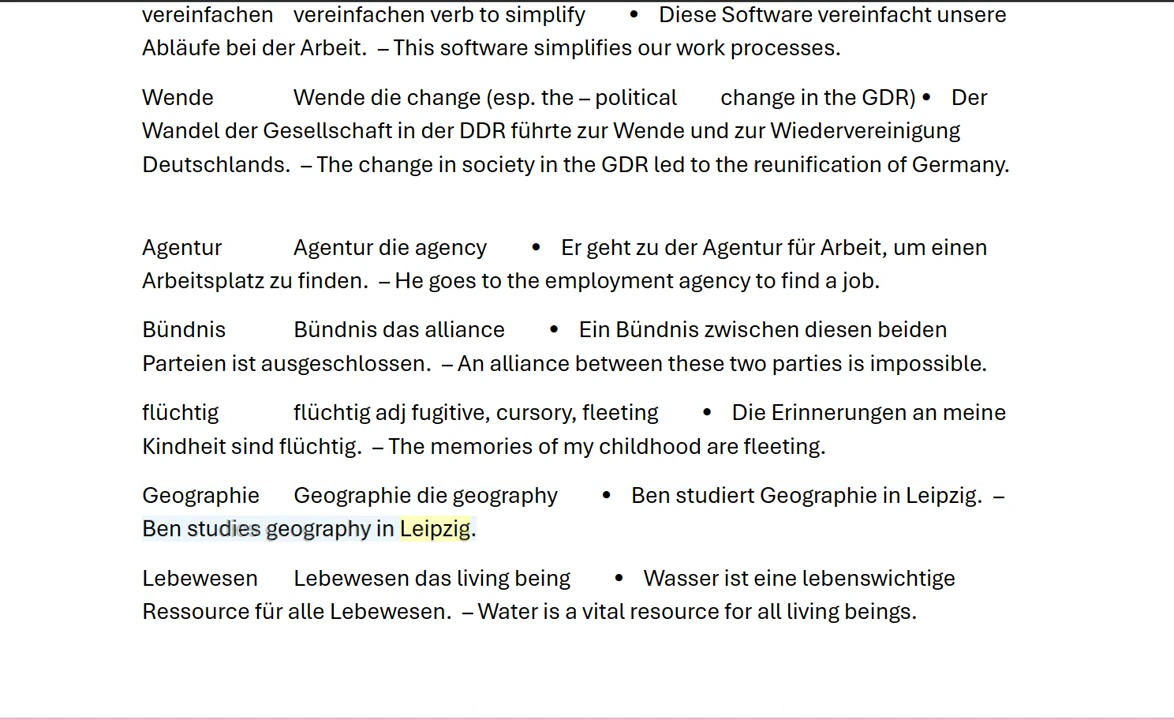 vereinfachen vereinfachen verb to simplify • Diese Software vereinfacht unsere
Abläufe bei der Arbeit. – This software simplifies our work processes.
Wende Wende die change (esp. the – political change in the GDR) • Der
Wandel der Gesellschaft in der DDR führte zur Wende und zur Wiedervereinigung
Deutschlands. – The change in society in the GDR led to the reunification of Germany.
Agentur Agentur die agency • Er geht zu der Agentur für Arbeit, um einen
Arbeitsplatz zu finden. – He goes to the employment agency to find a job.
Bündnis Bündnis das alliance • Ein Bündnis zwischen diesen beiden
Parteien ist ausgeschlossen. – An alliance between these two parties is impossible.
flüchtig flüchtig adj fugitive, cursory, fleeting • Die Erinnerungen an meine
Kindheit sind flüchtig. – The memories of my childhood are fleeting.
Geographie Geographie die geography • Ben studiert Geographie in Leipzig. –
Ben studies geography in Leipzig.
Lebewesen Lebewesen das living being • Wasser ist eine lebenswichtige
Ressource für alle Lebewesen. – Water is a vital resource for all living beings.